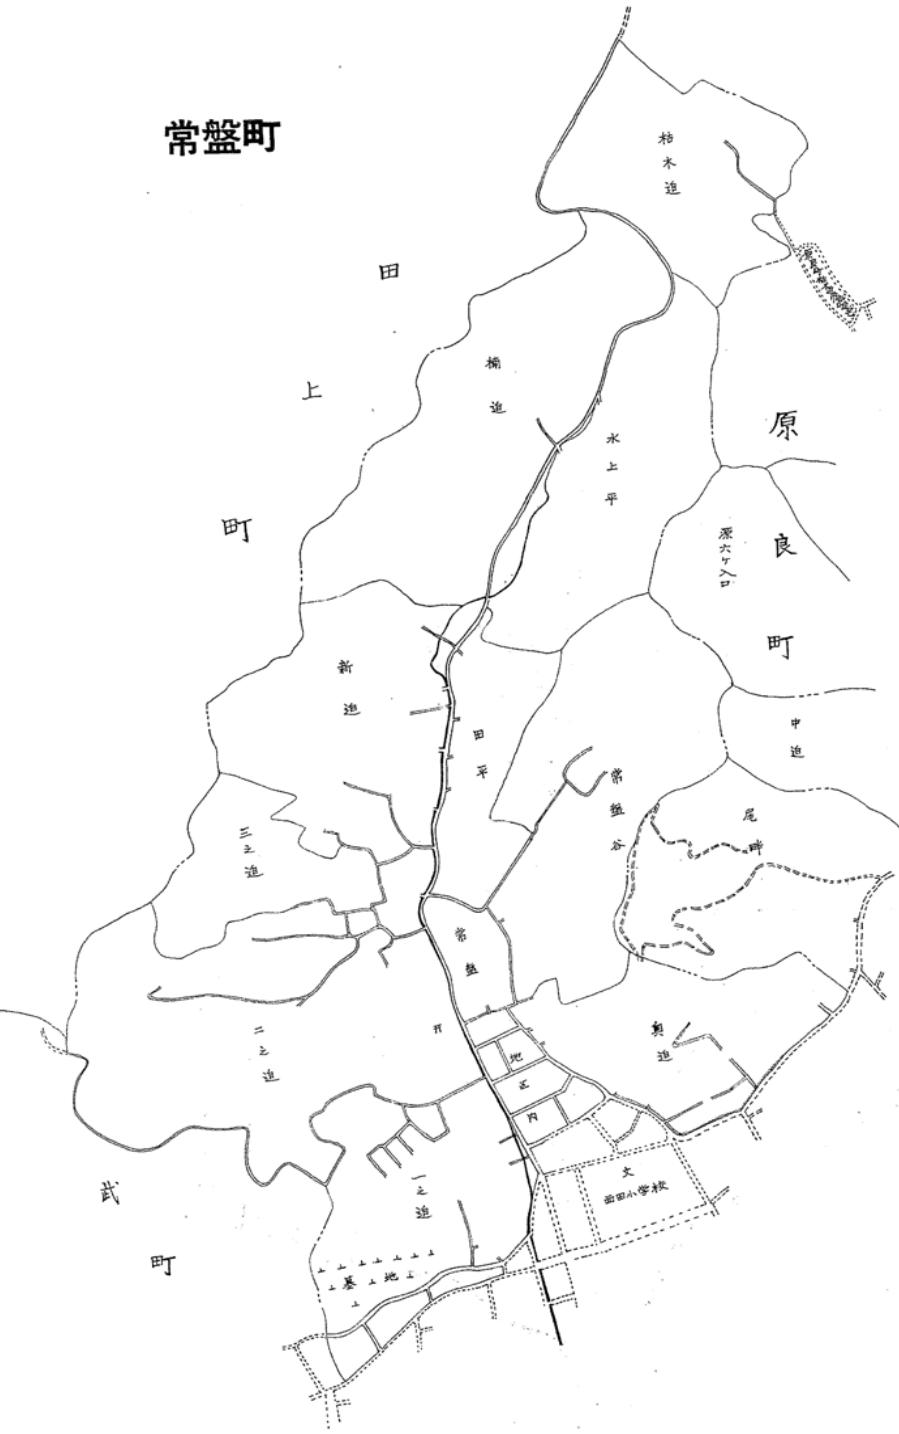 常盤町
枯木迫
田上町
楠迫
水上平
原良町
原六ヶ入口
新迫
田平
常盤谷
中迫
尾畔
三之迫
常盤
二之迫
奥迫
地区内
一之迫
文
西田小学校
武町
墓地